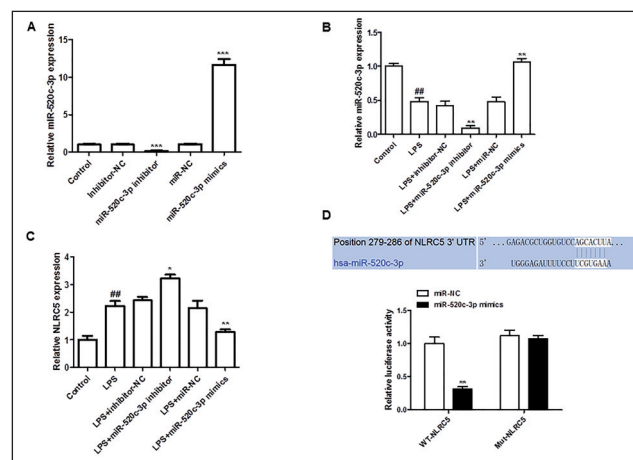 A
Relative miR-520c-3p expression
15
10
5
0
***
***
Control
Inhibitor-NC
miR-520c-3p inhibitor
miR-NC
miR-520c-3p mimics
B
Relative miR-520c-3p expression
1.5
1.0
0.5
0.0
##
**
**
Control
LPS
LPS+inhibitor-NC
LPS+miR-520c-3p inhibitor
LPS+miR-NC
LPS+miR-520c-3p mimics
C
Relative NLRC5 expression
4
3
2
1
0
##
*
**
Control
LPS
LPS+inhibitor-NC
LPS+miR-520c-3p inhibitor
LPS+miR-NC
LPS+miR-520c-3p mimics
D
Position 279-286 of NLRC5 3' UTR 5' ...GAGACGCUGGUGUCCAGCACUUA...
hsa-miR-520c-3p 3' UGGGAGAUUUUCCUUCGUGAAA
miR-NC
miR-520c-3p mimics
Relative luciferase activity
1.5
1.0
0.5
0.0
**
WT-NLRC5
Mut-NLRC5